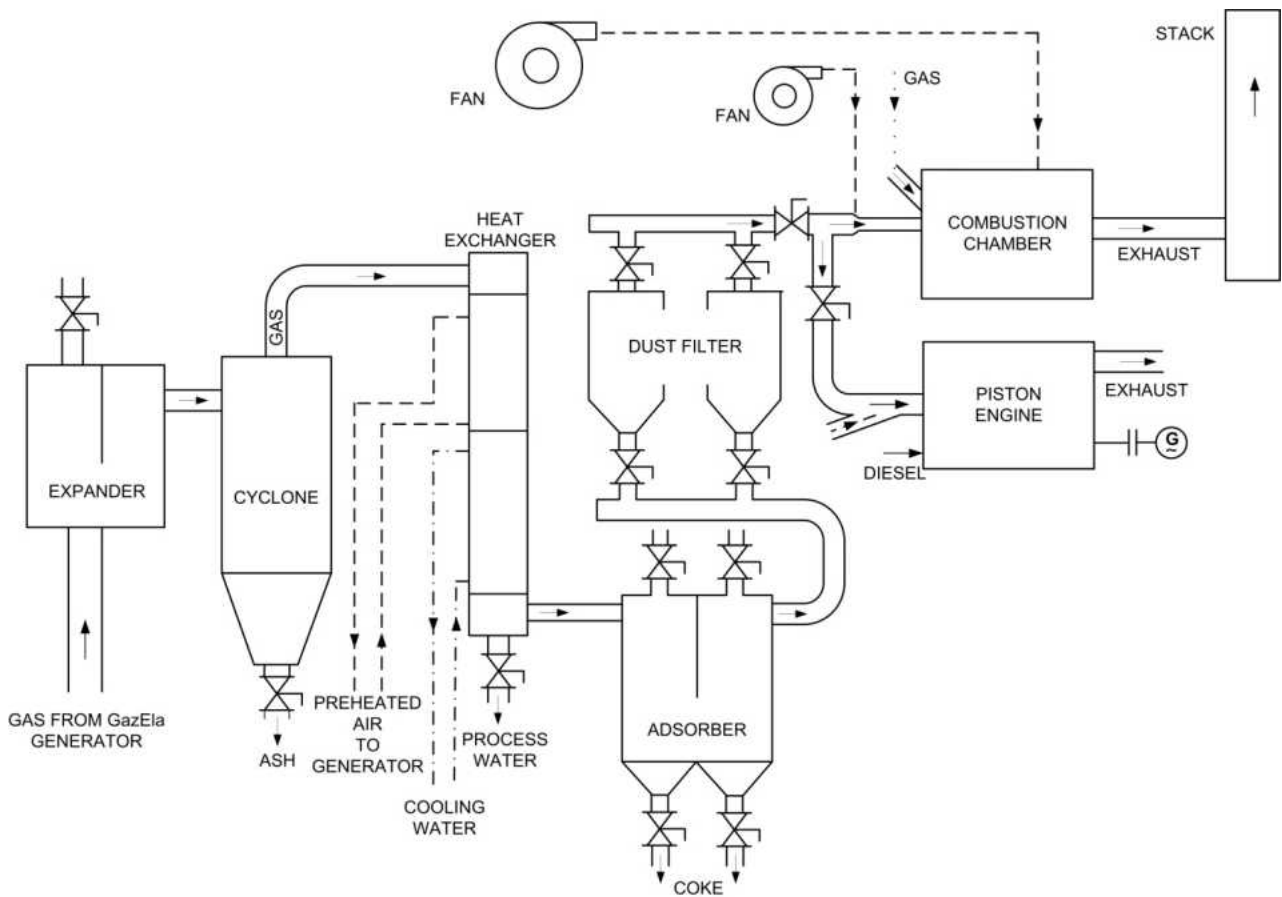 STACK
FAN
FAN
GAS
COMBUSTION
CHAMBER
EXHAUST
HEAT
EXCHANGER
GAS
DUST FILTER
PISTON
ENGINE
EXHAUST
G
~
DIESEL
EXPANDER
CYCLONE
GAS FROM GazEla
GENERATOR
ASH
PREHEATED
AIR
TO
GENERATOR
COOLING
WATER
PROCESS
WATER
ADSORBER
COKE